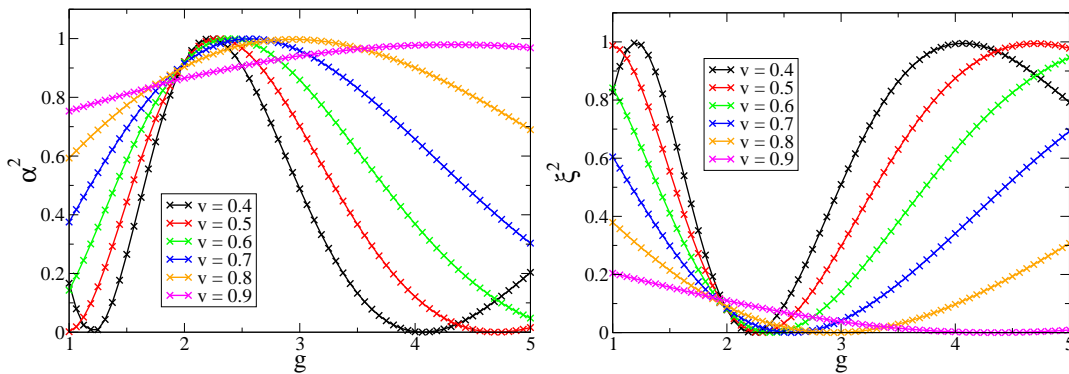 α²
1
0.8
0.6
0.4
0.2
0
v = 0.4
v = 0.5
v = 0.6
v = 0.7
v = 0.8
v = 0.9
1 2 3 4 5
g
ξ²
1
0.8
0.6
0.4
0.2
0
v = 0.4
v = 0.5
v = 0.6
v = 0.7
v = 0.8
v = 0.9
1 2 3 4 5
g